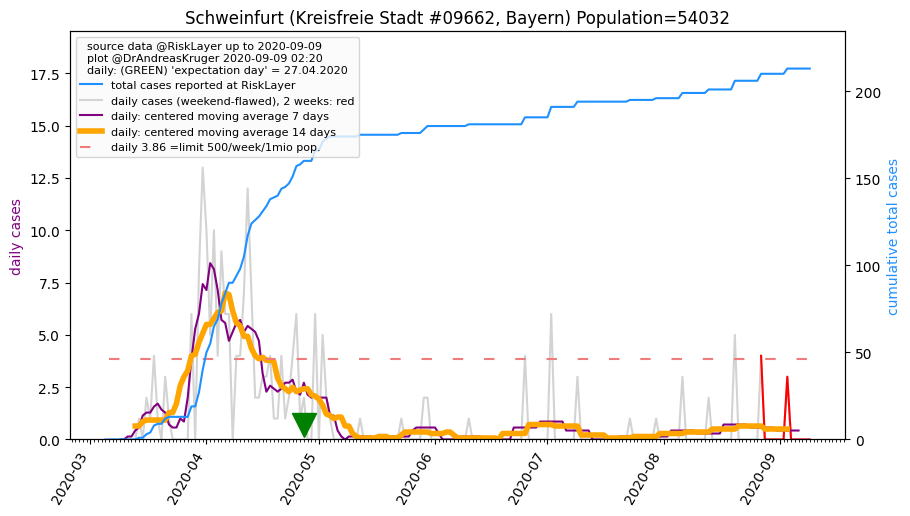 Schweinfurt (Kreisfreie Stadt #09662, Bayern) Population=54032
source data @RiskLayer up to 2020-09-09
plot @DrAndreasKruger 2020-09-09 02:20
daily: (GREEN) 'expectation day' = 27.04.2020
total cases reported at RiskLayer
daily cases (weekend-flawed), 2 weeks: red
daily: centered moving average 7 days
daily: centered moving average 14 days
daily 3.86 =limit 500/week/1mio pop.
daily cases
17.5
15.0
12.5
10.0
7.5
5.0
2.5
0.0
200
150
100
50
0
cumulative total cases
2020-03
2020-04
2020-05
2020-06
2020-07
2020-08
2020-09